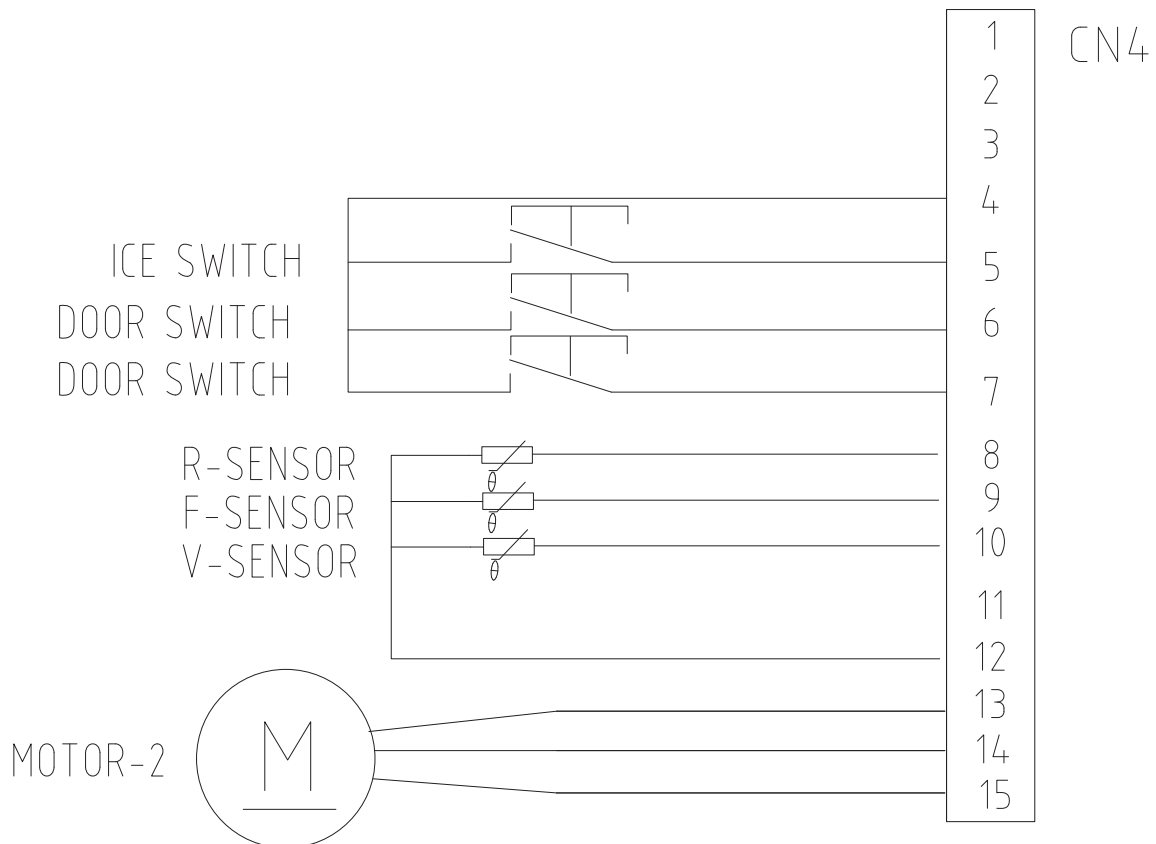 CN4
1
2
3
4
ICE SWITCH
5
DOOR SWITCH
6
DOOR SWITCH
7
R-SENSOR
8
θ
F-SENSOR
9
θ
V-SENSOR
10
θ
11
12
13
MOTOR-2
M
14
15